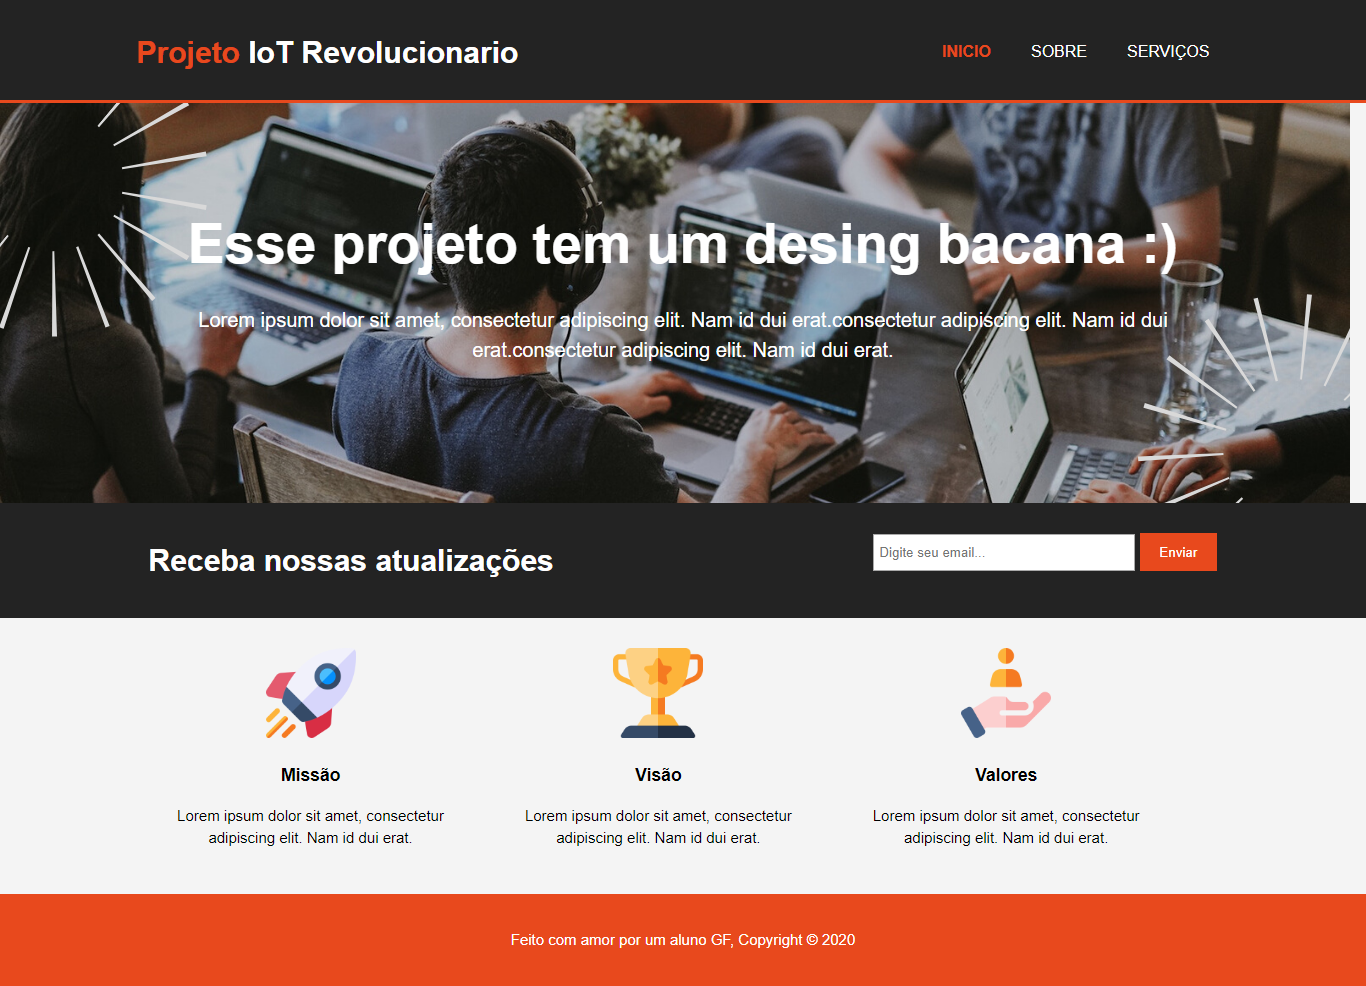 Projeto IoT Revolucionario
INICIO SOBRE SERVIÇOS
Esse projeto tem um desing bacana :)
Lorem ipsum dolor sit amet, consectetur adipiscing elit. Nam id dui erat.consectetur adipiscing elit. Nam id dui
erat.consectetur adipiscing elit. Nam id dui erat.
Receba nossas atualizações
Digite seu email...
Enviar
Missão
Lorem ipsum dolor sit amet, consectetur
adipiscing elit. Nam id dui erat.
Visão
Lorem ipsum dolor sit amet, consectetur
adipiscing elit. Nam id dui erat.
Valores
Lorem ipsum dolor sit amet, consectetur
adipiscing elit. Nam id dui erat.
Feito com amor por um aluno GF, Copyright © 2020